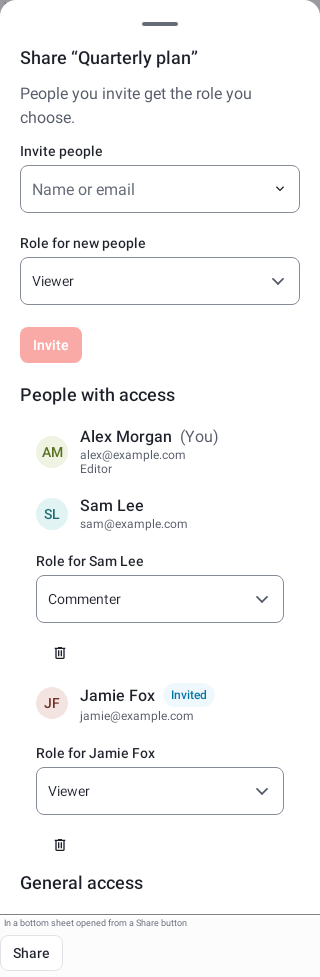 Share “Quarterly plan”
People you invite get the role you
choose.
Invite people
Name or email
Role for new people
Viewer
Invite
People with access
AM
Alex Morgan (You)
alex@example.com
Editor
SL
Sam Lee
sam@example.com
Role for Sam Lee
Commenter
JF
Jamie Fox Invited
jamie@example.com
Role for Jamie Fox
Viewer
General access
In a bottom sheet opened from a Share button
Share